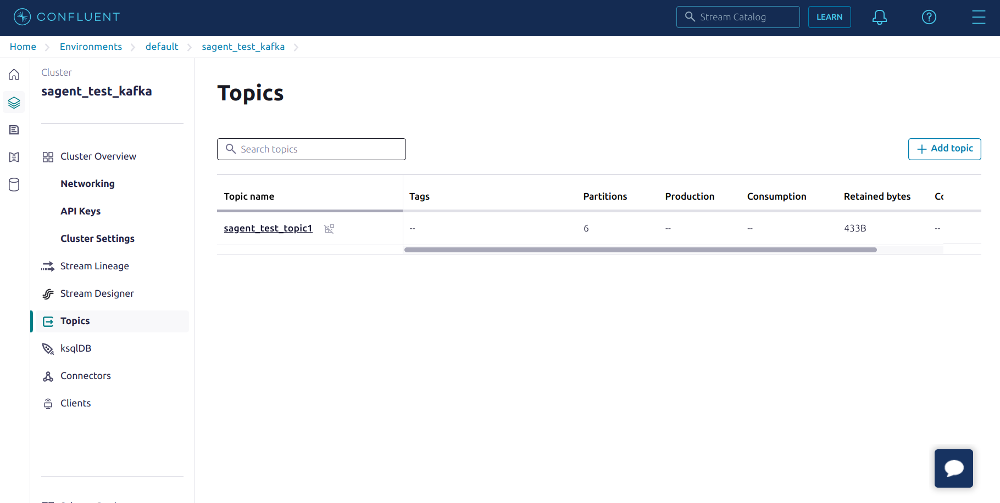 CONFLUENT
Stream Catalog
LEARN
Home
Environments
default
sagent_test_kafka
Cluster
sagent_test_kafka
Cluster Overview
Networking
API Keys
Cluster Settings
Stream Lineage
Stream Designer
Topics
ksqlDB
Connectors
Clients
Topics
Search topics
Add topic
Topic name Tags Partitions Production Consumption Retained bytes
sagent_test_topic1 -- 6 -- -- 433B --